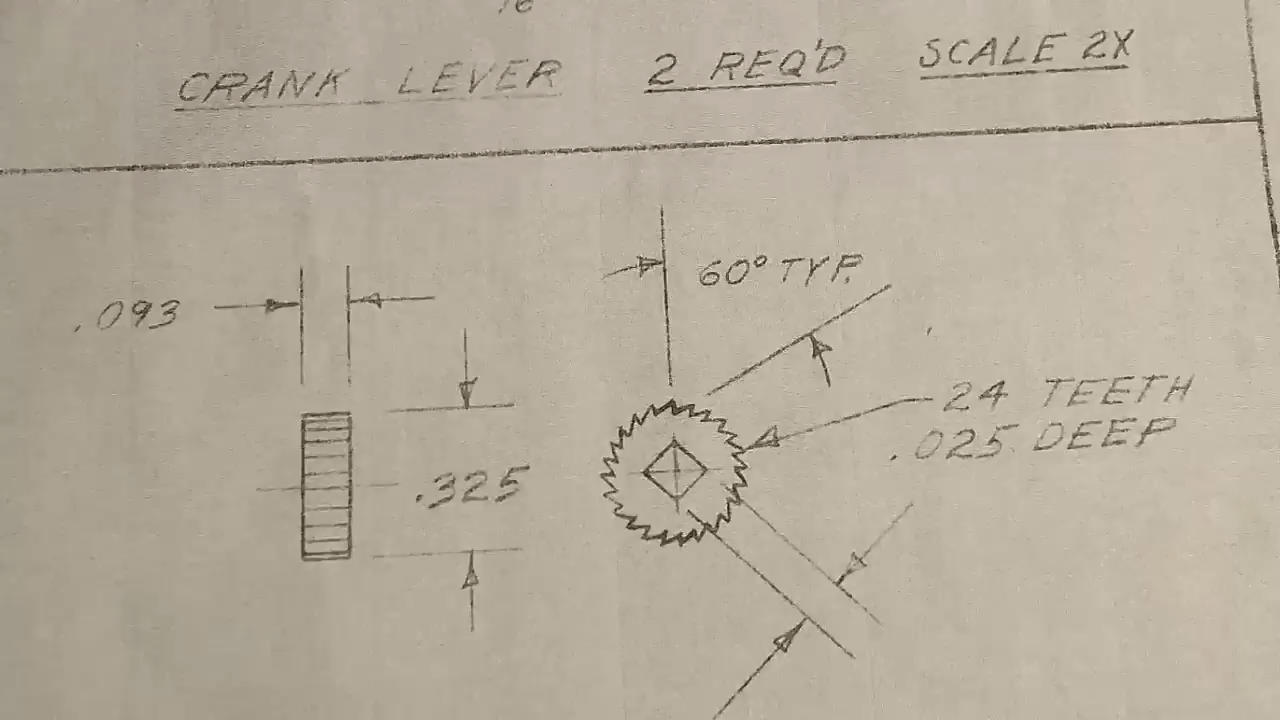 CRANK LEVER 2 REQ'D SCALE 2X
60° TYP.
.093
24 TEETH
.025 DEEP
.325